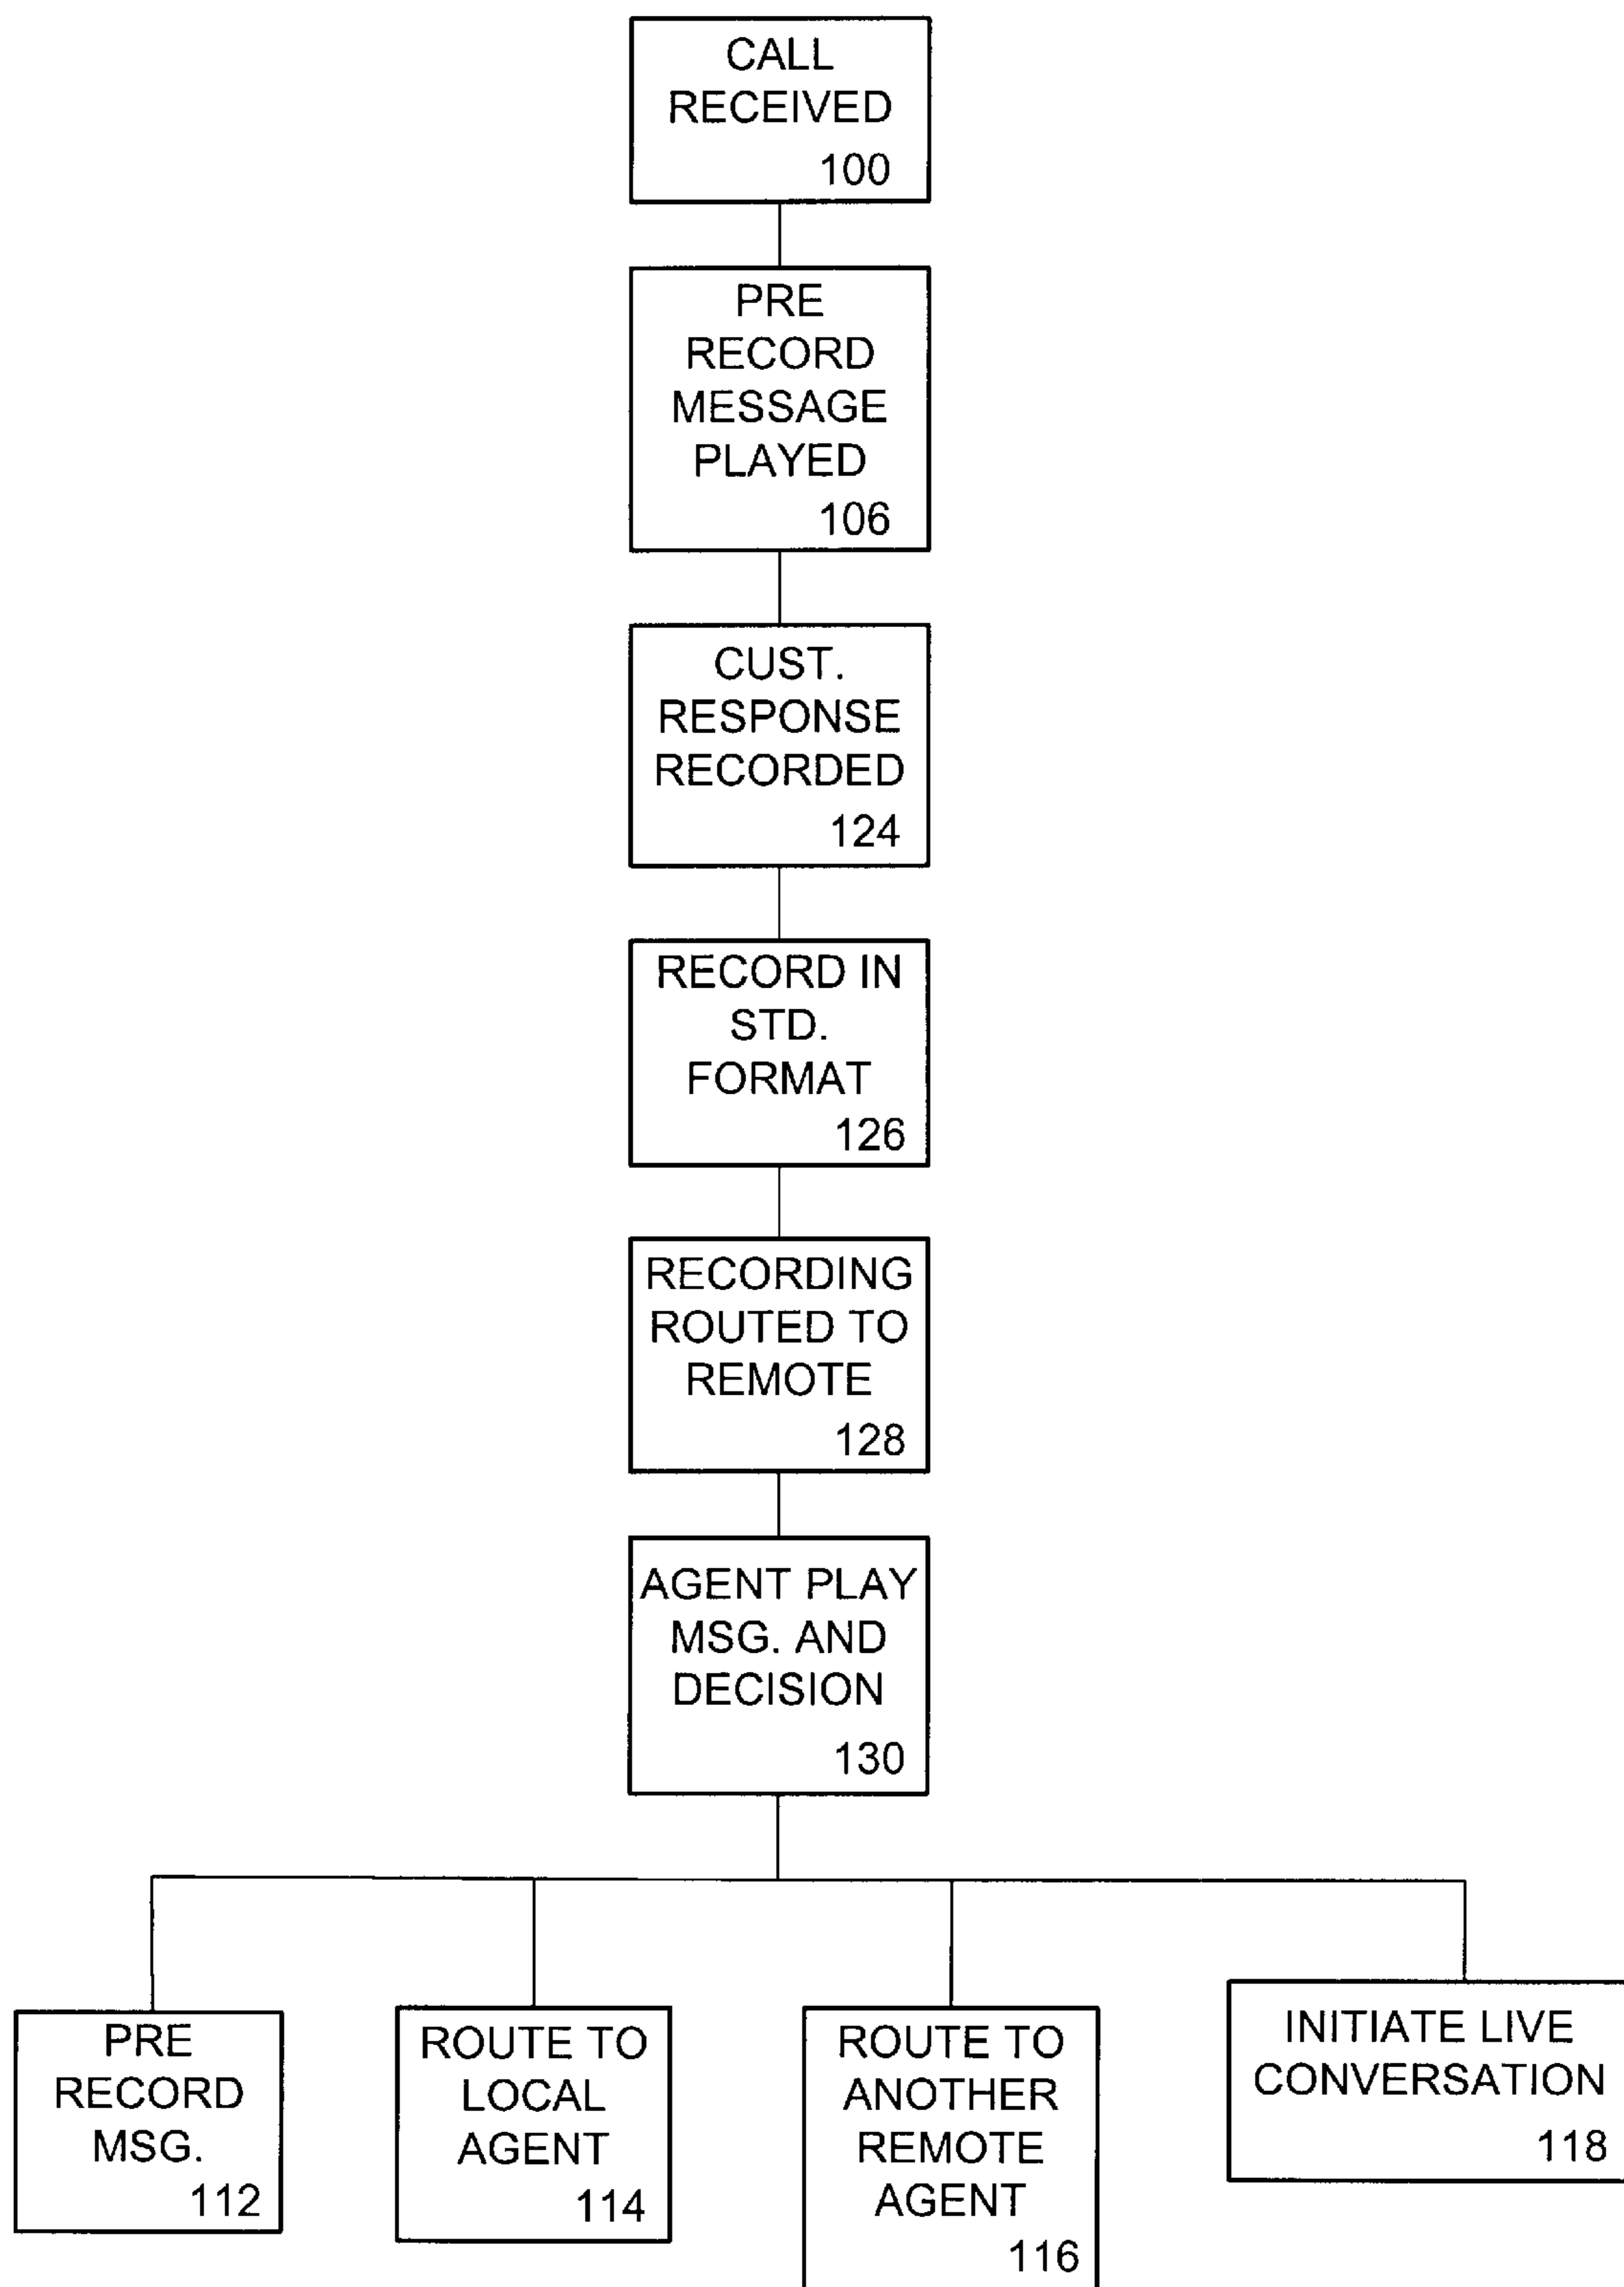 CALL
RECEIVED
100
PRE
RECORD
MESSAGE
PLAYED
106
CUST.
RESPONSE
RECORDED
124
RECORD IN
STD.
FORMAT
126
RECORDING
ROUTED TO
REMOTE
128
AGENT PLAY
MSG. AND
DECISION
130
PRE
RECORD
MSG.
112
ROUTE TO
LOCAL
AGENT
114
ROUTE TO
ANOTHER
REMOTE
AGENT
116
INITIATE LIVE
CONVERSATION
118